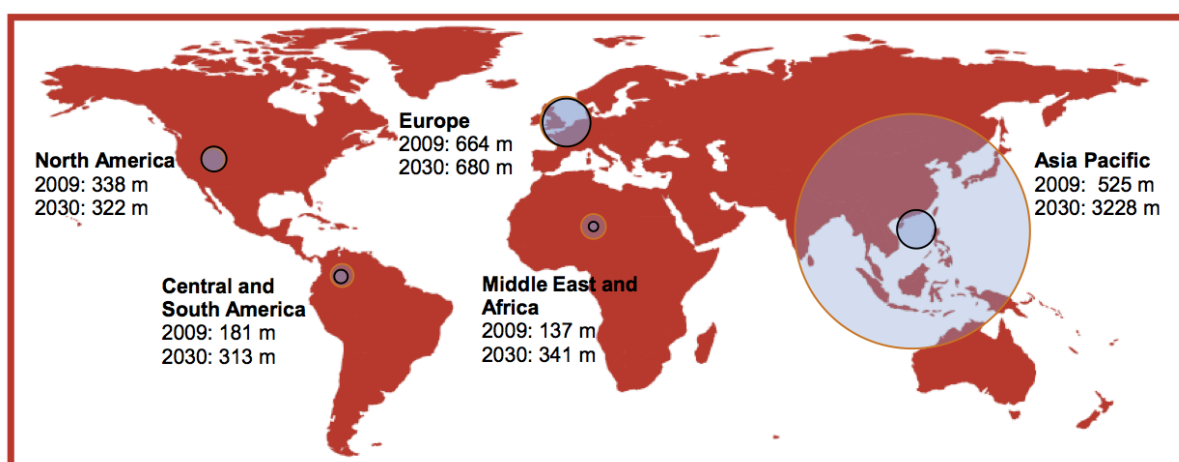 North America
2009: 338 m
2030: 322 m
Europe
2009: 664 m
2030: 680 m
Asia Pacific
2009: 525 m
2030: 3228 m
Central and
South America
2009: 181 m
2030: 313 m
Middle East and
Africa
2009: 137 m
2030: 341 m